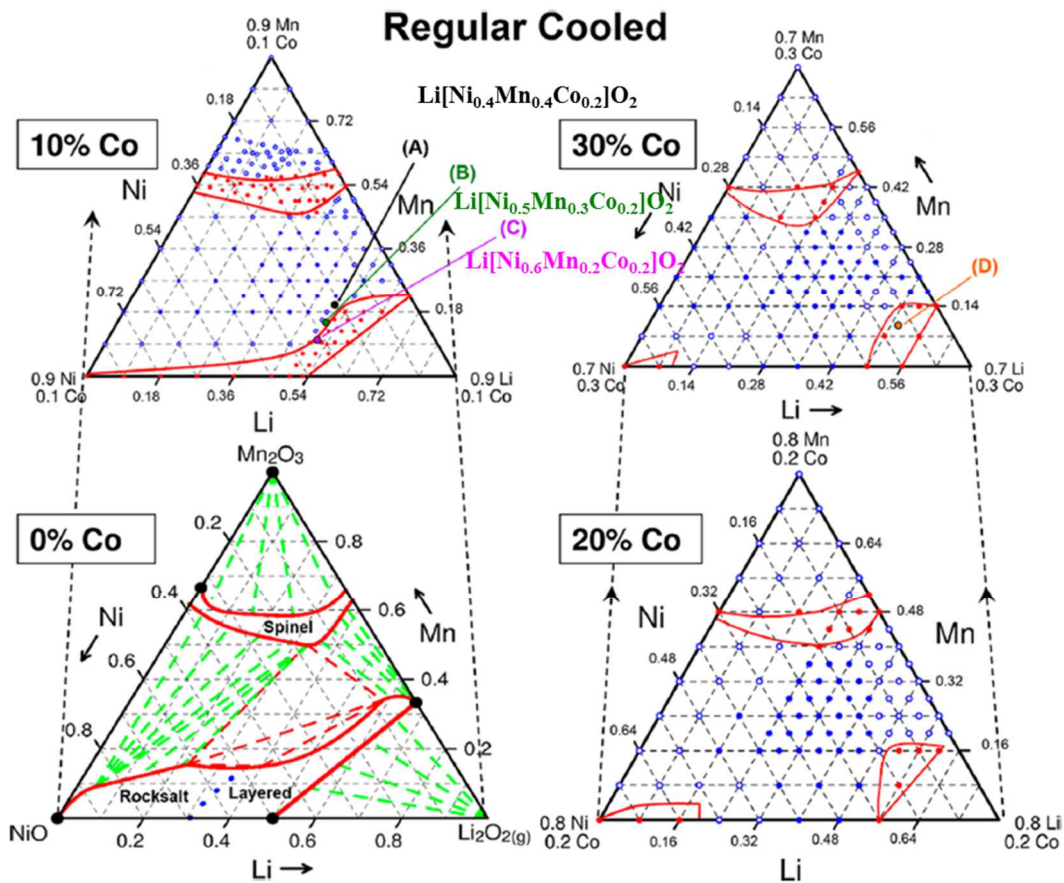 Regular Cooled
0.9 Mn
0.1 Co
10% Co
Ni
Mn
0.18
0.36
0.72
0.72
0.54
0.36
0.18
0.9 Ni
0.1 Co
0.18
0.36
0.54
0.72
0.9 Li
0.1 Co
Li
Li[Ni0.4Mn0.4Co0.2]O2
(A)
(B)
Li[Ni0.5Mn0.3Co0.2]O2
(C)
Li[Ni0.6Mn0.2Co0.2]O2
0.7 Mn
0.3 Co
30% Co
Ni
Mn
0.14
0.28
0.42
0.56
0.56
0.42
0.28
0.14
(D)
0.7 Ni
0.3 Co
0.14
0.28
0.42
0.56
0.7 Li
0.3 Co
Li
Mn2O3
0% Co
Ni
Mn
0.2
0.4
0.6
0.8
0.8
0.6
0.4
0.2
Spinel
Rocksalt
Layered
NiO
0.2
0.4
0.6
0.8
Li2O2(g)
Li
0.8 Mn
0.2 Co
20% Co
Ni
Mn
0.16
0.32
0.48
0.64
0.64
0.48
0.32
0.16
0.8 Ni
0.2 Co
0.16
0.32
0.48
0.64
0.8 Li
0.2 Co
Li